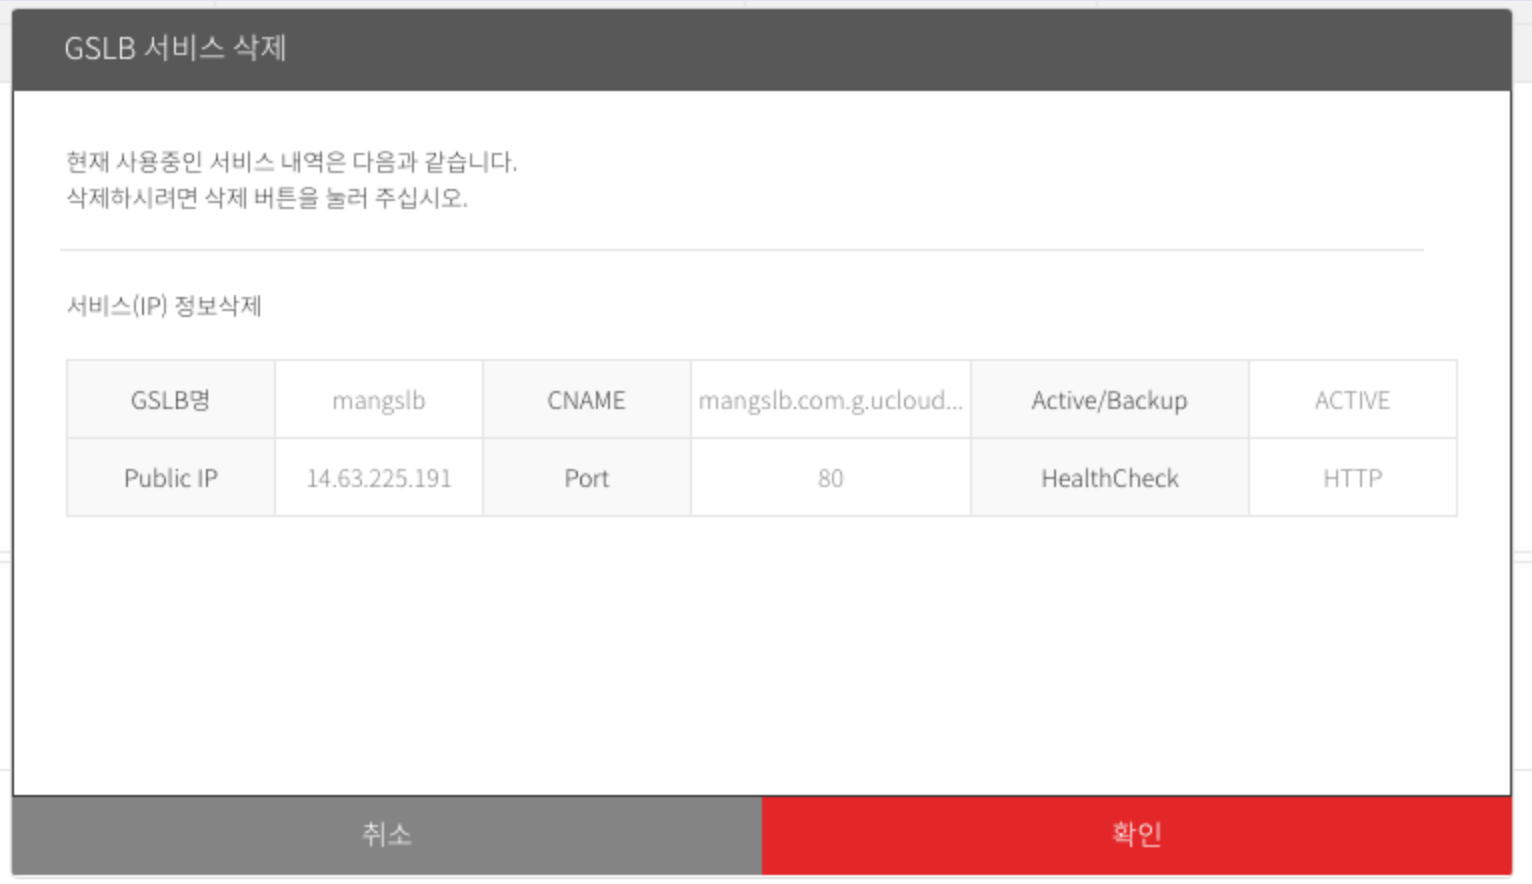 GSLB 서비스 삭제
현재 사용중인 서비스 내역은 다음과 같습니다.
삭제하시려면 삭제 버튼을 눌러 주십시오.
서비스(IP) 정보삭제
GSLB명 mangslb CNAME mangslb.com.g.ucloud... Active/Backup ACTIVE
Public IP 14.63.225.191 Port 80 HealthCheck HTTP
취소 확인